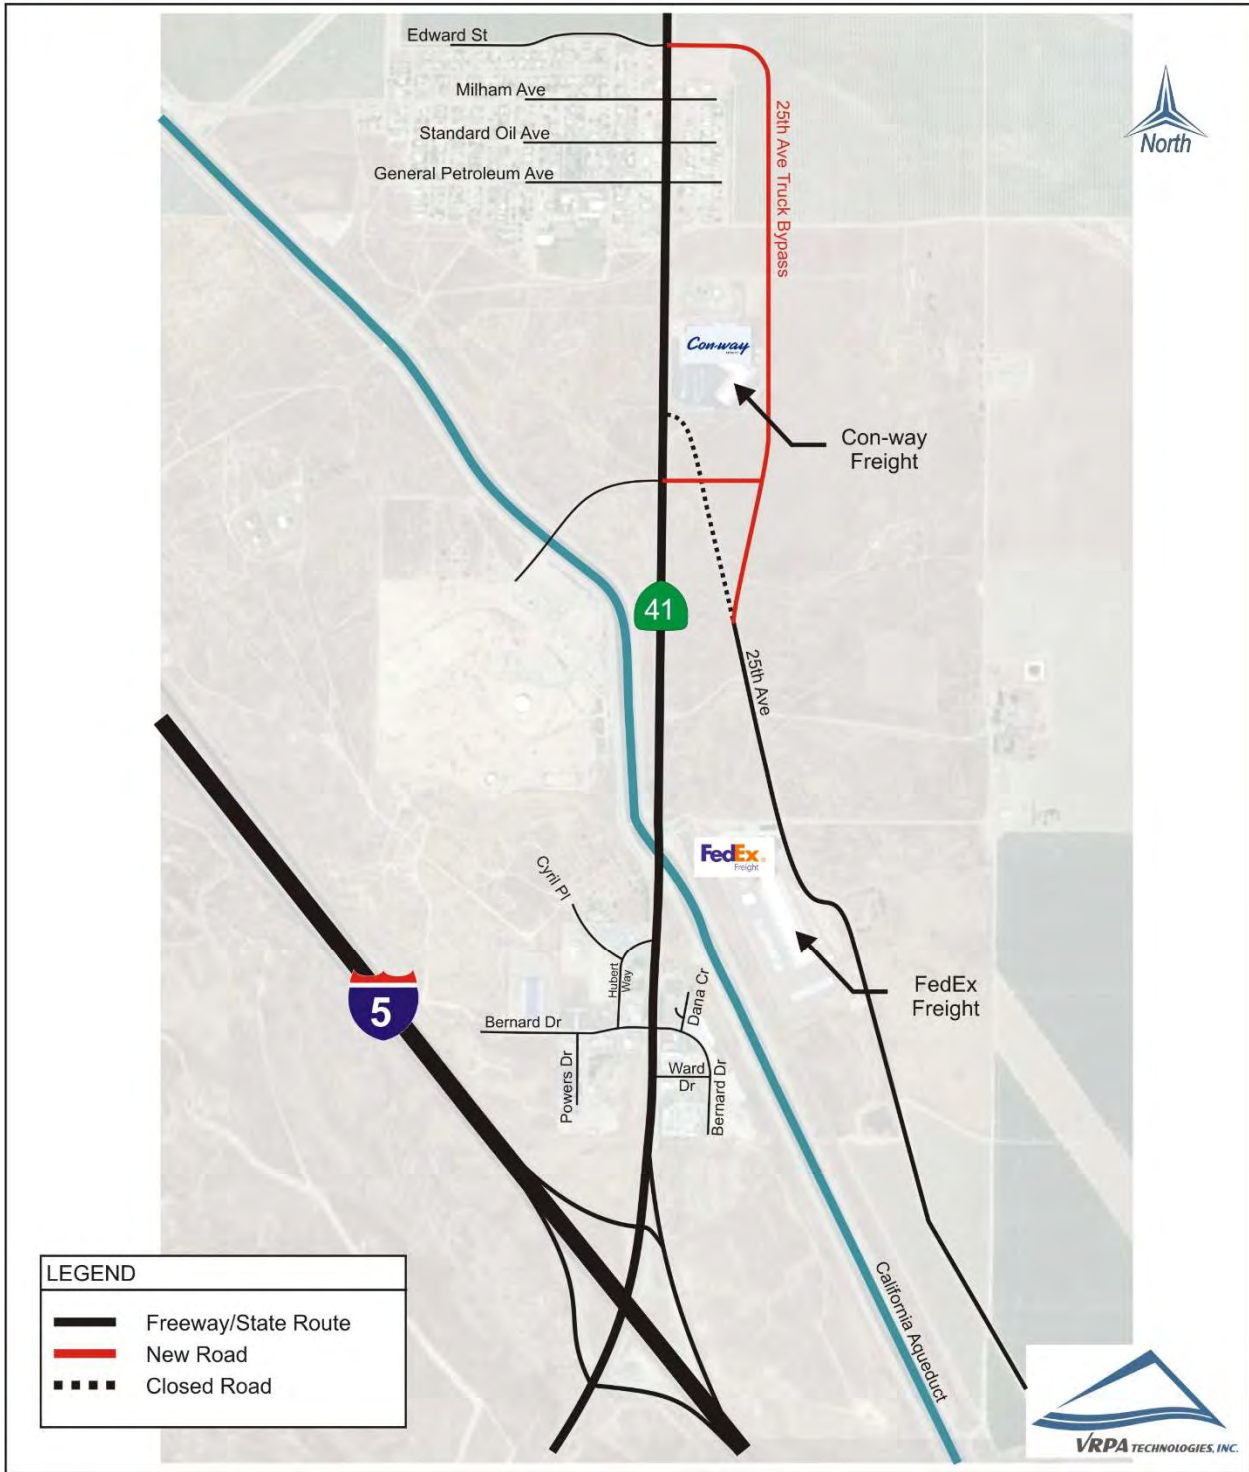 Edward St
Milham Ave
Standard Oil Ave
General Petroleum Ave
25th Ave Truck Bypass
North
Con-way
Con-way
Freight
41
25th Ave
FedEx
Freight
Cyril Pl
Hubert
Way
Dana Cr
FedEx
Freight
5
Bernard Dr
Powers Dr
Ward
Dr
Bernard Dr
California Aqueduct
LEGEND
Freeway/State Route
New Road
Closed Road
VRPA TECHNOLOGIES, INC.